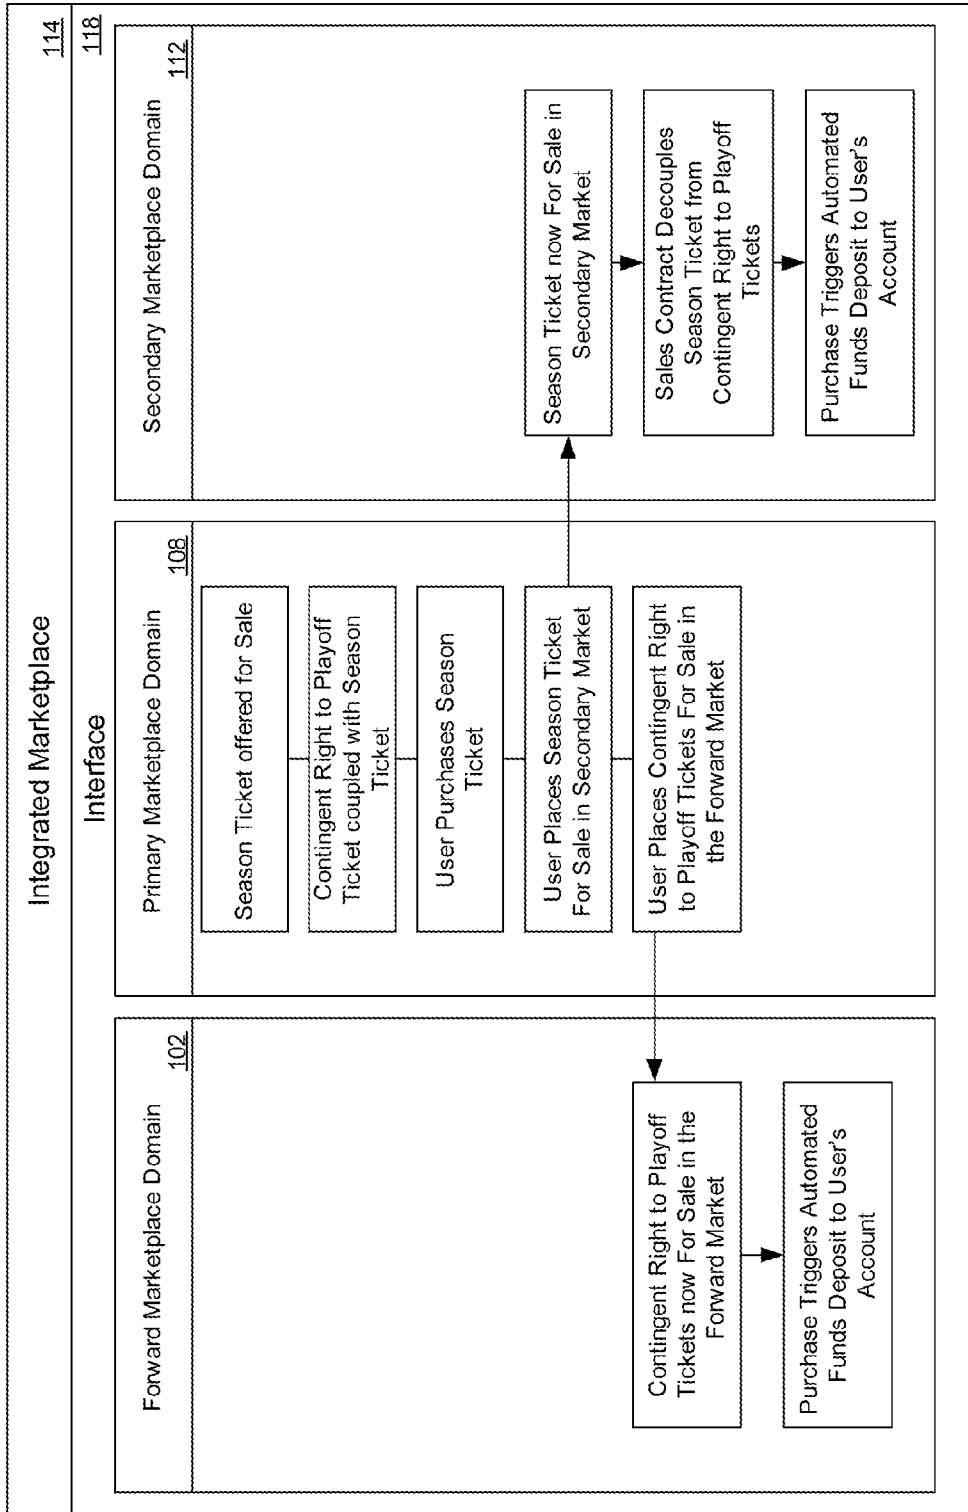 Integrated Marketplace
114
Interface
118
Forward Marketplace Domain
102
Contingent Right to Playoff
Tickets now For Sale in the
Forward Market
Purchase Triggers Automated
Funds Deposit to User's
Account
Primary Marketplace Domain
108
Season Ticket offered for Sale
Contingent Right to Playoff
Ticket coupled with Season
Ticket
User Purchases Season
Ticket
User Places Season Ticket
For Sale in Secondary Market
User Places Contingent Right
to Playoff Tickets For Sale in
the Forward Market
Secondary Marketplace Domain
112
Season Ticket now For Sale in
Secondary Market
Sales Contract Decouples
Season Ticket from
Contingent Right to Playoff
Tickets
Purchase Triggers Automated
Funds Deposit to User's
Account